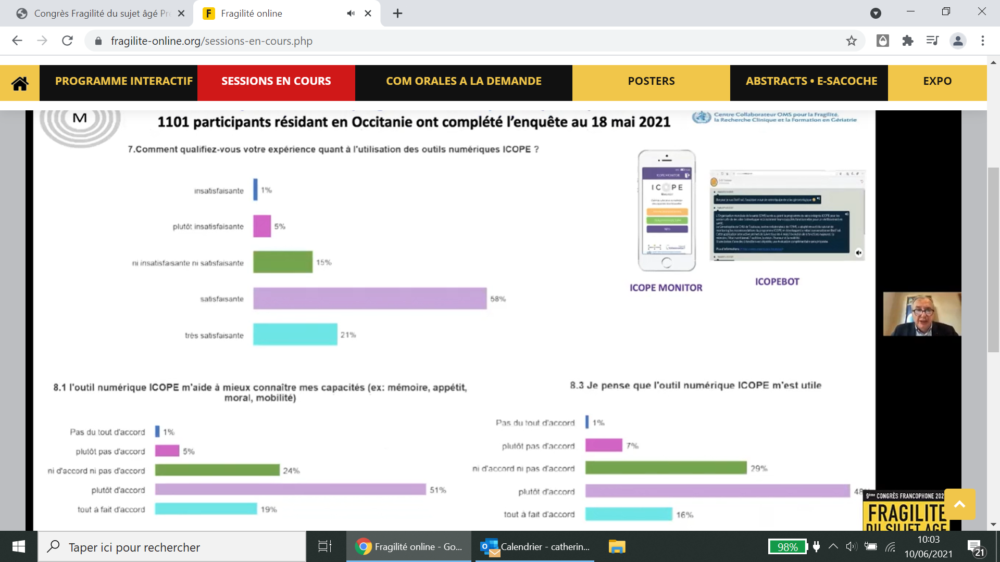 Congrès Fragilité du sujet âgé Pr
Fragilité online
fragilite-online.org/sessions-en-cours.php
PROGRAMME INTERACTIF
SESSIONS EN COURS
COM ORALES A LA DEMANDE
POSTERS
ABSTRACTS • E-SACOCHE
EXPO
M
1101 participants résidant en Occitanie ont complété l'enquête au 18 mai 2021
Centre Collaborateur OMS pour la Fragilité,
la Recherche Clinique et la Formation en Gériatrie
7.Comment qualifiez-vous votre expérience quant à l'utilisation des outils numériques ICOPE ?
insatisfaisante 1%
plutôt insatisfaisante 5%
ni insatisfaisante ni satisfaisante 15%
satisfaisante 58%
très satisfaisante 21%
ICOPE MONITOR
ICOPE
ICOPE MONITOR
ICOPEBOT
8.1 l'outil numérique ICOPE m'aide à mieux connaître mes capacités (ex: mémoire, appétit,
moral, mobilité)
Pas du tout d'accord 1%
plutôt pas d'accord 5%
ni d'accord ni pas d'accord 24%
plutôt d'accord 51%
tout à fait d'accord 19%
8.3 Je pense que l'outil numérique ICOPE m'est utile
Pas du tout d'accord 1%
plutôt pas d'accord 7%
ni d'accord ni pas d'accord 29%
plutôt d'accord 48
tout à fait d'accord 16%
9ème CONGRÈS FRANCOPHONE 202
FRAGILITE
DU SUJET AGE
Taper ici pour rechercher
Fragilité online - Go...
Calendrier - catherin...
98%
10:03
10/06/2021
21